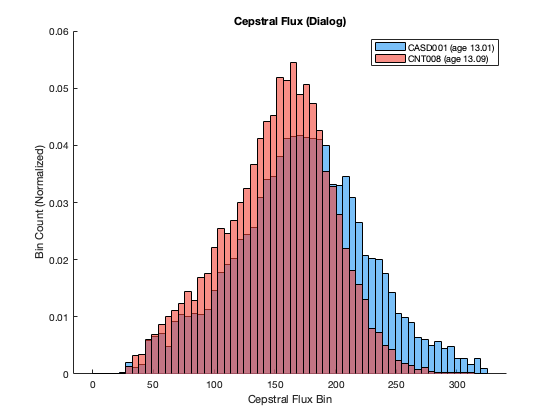 Cepstral Flux (Dialog)
CASD001 (age 13.01)
CNT008 (age 13.09)
0.06
0.05
0.04
0.03
0.02
0.01
0
Bin Count (Normalized)
0 50 100 150 200 250 300
Cepstral Flux Bin